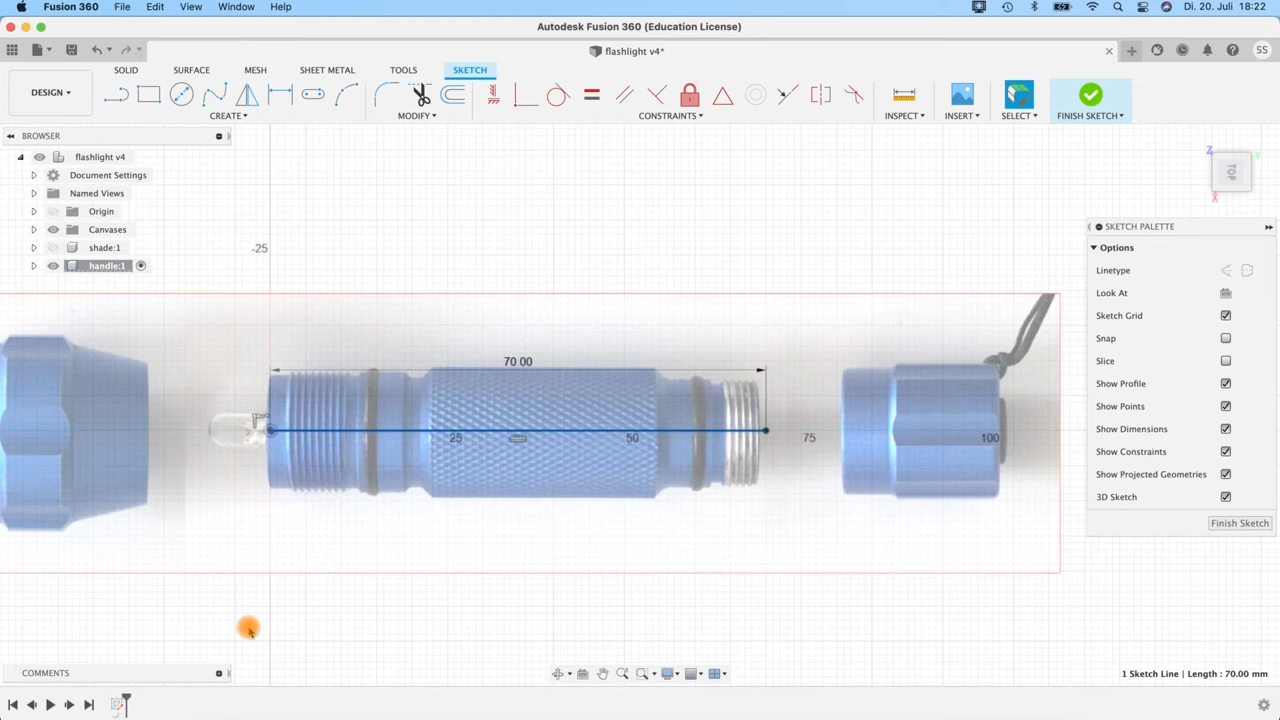 Fusion 360 File Edit View Window Help Di. 20. Juli 18:22
Autodesk Fusion 360 (Education License)
flashlight v4* SS
SOLID SURFACE MESH SHEET METAL TOOLS SKETCH
DESIGN
CREATE MODIFY CONSTRAINTS INSPECT INSERT SELECT FINISH SKETCH
BROWSER
flashlight v4
Document Settings
Named Views
Origin
Canvases
shade:1
handle:1
TOP
Z
Y
X
SKETCH PALETTE
Options
Linetype
Look At
Sketch Grid
Snap
Slice
Show Profile
Show Points
Show Dimensions
Show Constraints
Show Projected Geometries
3D Sketch
Finish Sketch
-25
70.00
25 50 75 100
COMMENTS
1 Sketch Line | Length : 70.00 mm